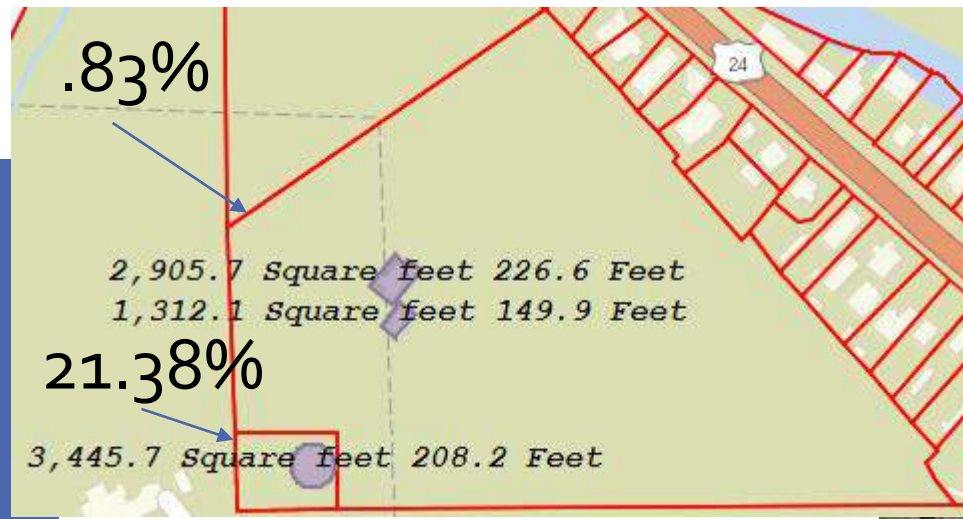 .83%
24
2,905.7 Square feet 226.6 Feet
1,312.1 Square feet 149.9 Feet
21.38%
3,445.7 Square feet 208.2 Feet